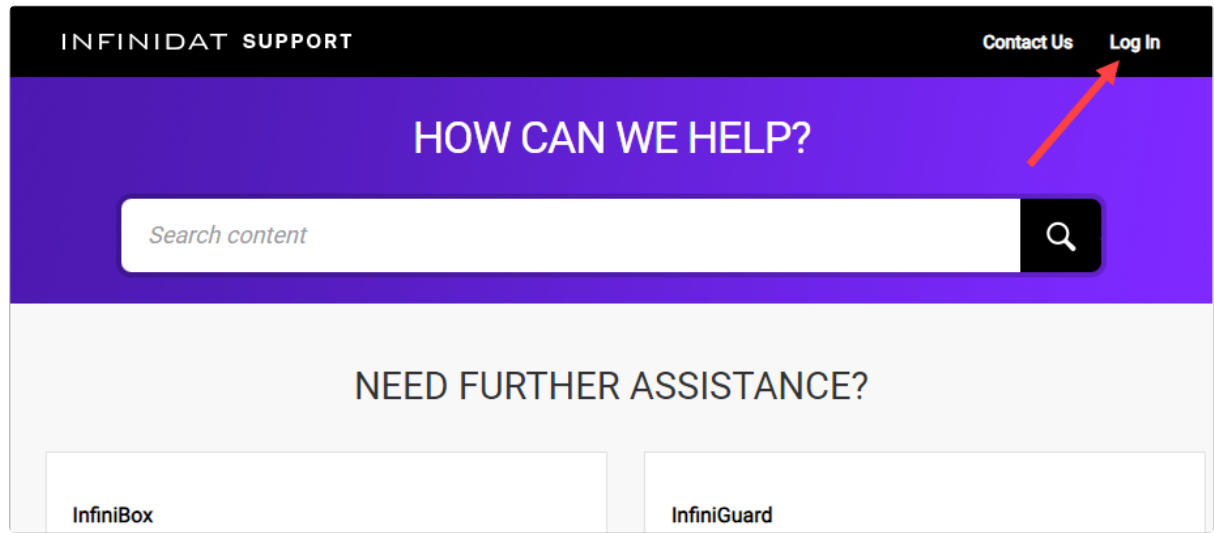 INFINIDAT SUPPORT
Contact Us
Log In
HOW CAN WE HELP?
Search content
NEED FURTHER ASSISTANCE?
InfiniBox
InfiniGuard